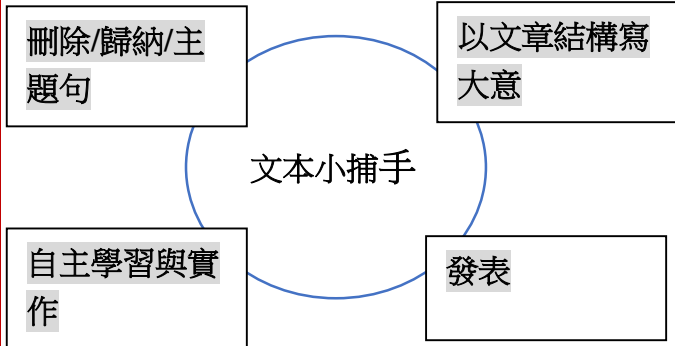 刪除/歸納/主
題句
以文章結構寫
大意
文本小捕手
自主學習與實
作
發表